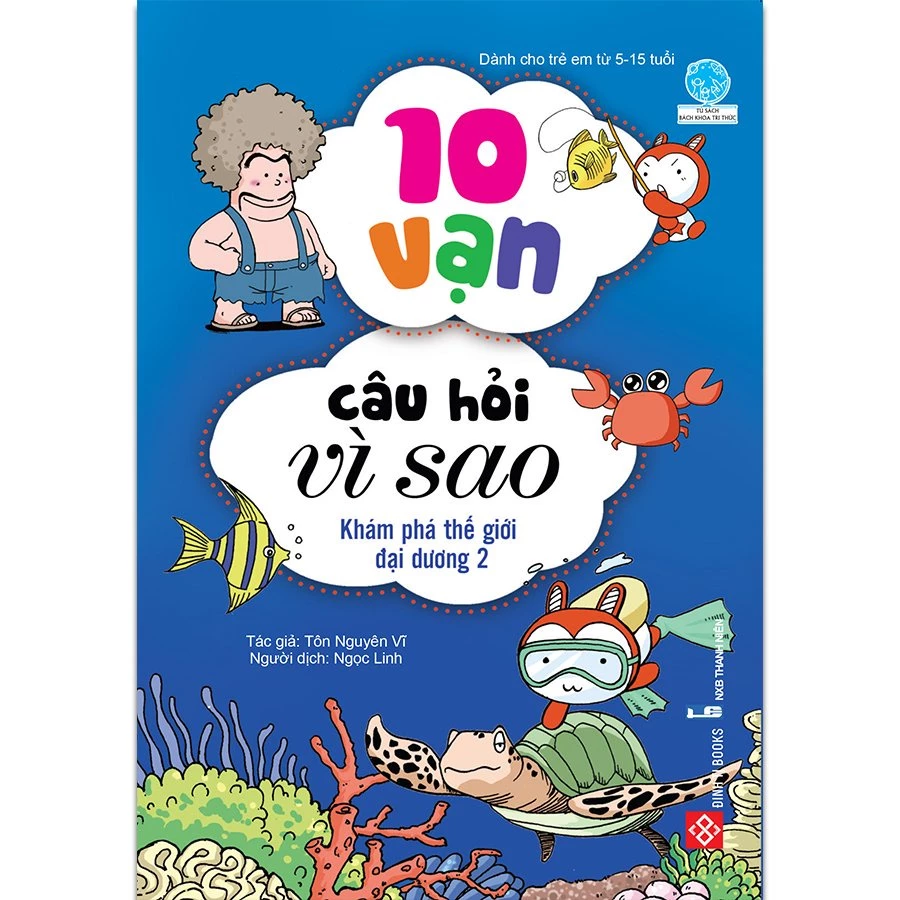 Dành cho trẻ em từ 5-15 tuổi
TỦ SÁCH
BÁCH KHOA TRI THỨC
10
vạn
câu hỏi
vì sao
Khám phá thế giới
đại dương 2
Tác giả: Tôn Nguyên Vĩ
Người dịch: Ngọc Linh
NXB THANH NIÊN
ĐINH TỊ BOOKS